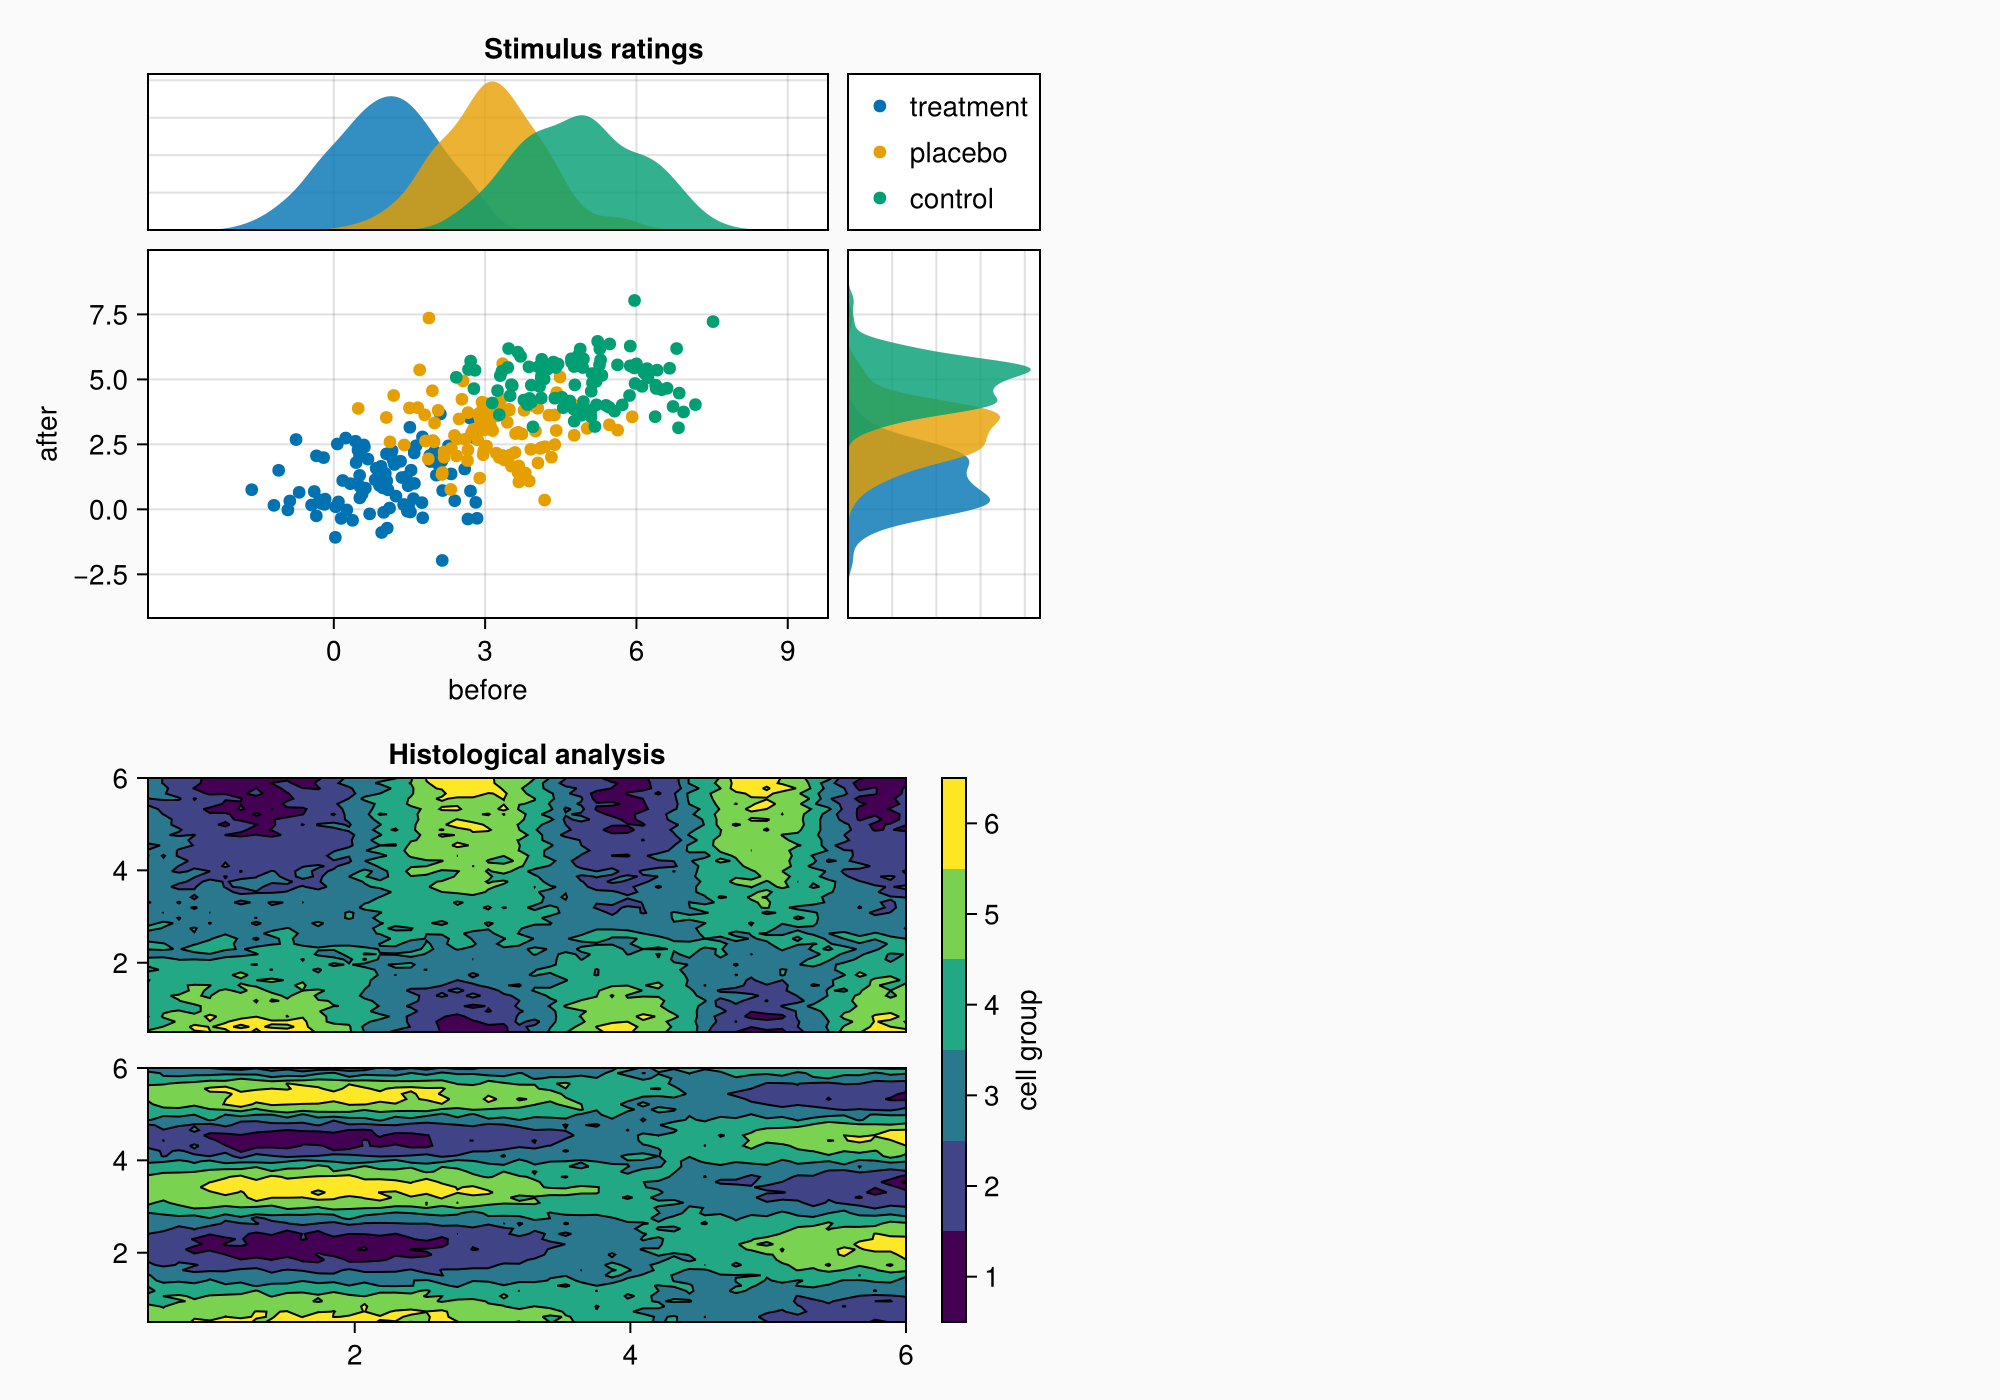 Stimulus ratings
treatment
placebo
control
7.5
5.0
2.5
0.0
−2.5
after
0 3 6 9
before
Histological analysis
6
4
2
6
4
2
2 4 6
6
5
4
3
2
1
cell group